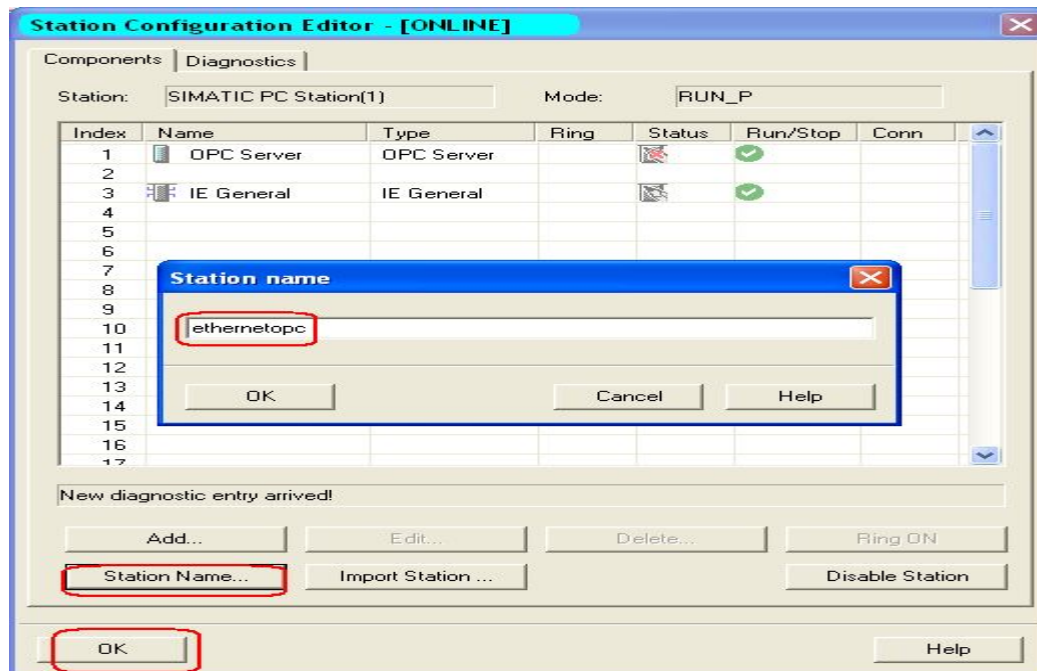 Station Configuration Editor - [ONLINE]
Components Diagnostics
Station: SIMATIC PC Station(1) Mode: RUN_P
Index Name Type Ring Status Run/Stop Conn
1 OPC Server OPC Server
2
3 IE General IE General
4
5
6
7
Station name
8
9
10
ethernetopc
11
12
13
OK Cancel Help
14
15
16
17
New diagnostic entry arrived!
Add... Edit... Delete... Ring ON
Station Name... Import Station ... Disable Station
OK Help